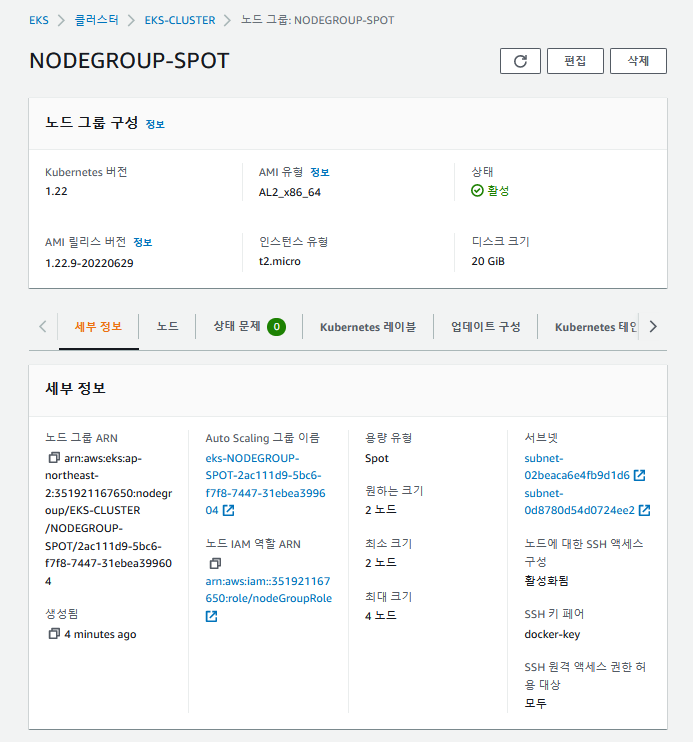 EKS > 클러스터 > EKS-CLUSTER > 노드 그룹: NODEGROUP-SPOT
NODEGROUP-SPOT
편집
삭제
노드 그룹 구성 정보
Kubernetes 버전
1.22
AMI 유형 정보
AL2_x86_64
상태
활성
AMI 릴리스 버전 정보
1.22.9-20220629
인스턴스 유형
t2.micro
디스크 크기
20 GiB
세부 정보
노드
상태 문제 0
Kubernetes 레이블
업데이트 구성
Kubernetes
세부 정보
노드 그룹 ARN
arn:aws:eks:ap-
northeast-
2:351921167650:nodegr
oup/EKS-CLUSTER
/NODEGROUP-
SPOT/2ac111d9-5bc6-
f7f8-7447-31ebea39960
4
생성됨
4 minutes ago
Auto Scaling 그룹 이름
eks-NODEGROUP-
SPOT-2ac111d9-5bc6-
f7f8-7447-31ebea3996
04
노드 IAM 역할 ARN
arn:aws:iam::351921167
650:role/nodeGroupRole
용량 유형
Spot
원하는 크기
2 노드
최소 크기
2 노드
최대 크기
4 노드
서브넷
subnet-
02beaca6e4fb9d1d6
subnet-
0d8780d54d0724ee2
노드에 대한 SSH 액세스
구성
활성화됨
SSH 키 페어
docker-key
SSH 원격 액세스 권한 허
용 대상
모두